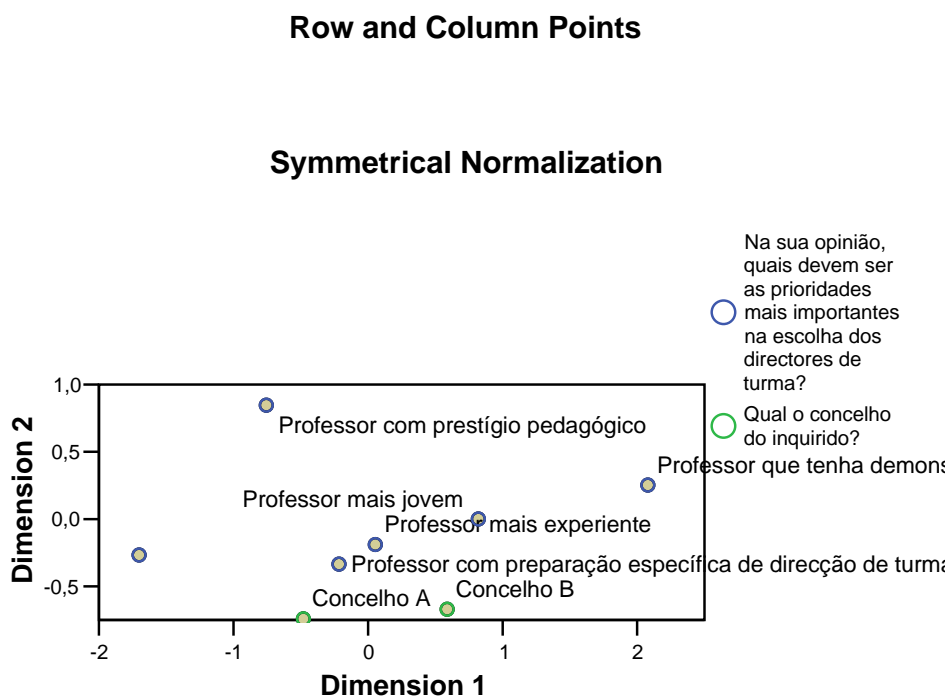 Row and Column Points
Symmetrical Normalization
Na sua opinião,
quais devem ser
as prioridades
mais importantes
na escolha dos
directores de
turma?
Qual o concelho
do inquirido?
1,0
0,5
0,0
-0,5
Dimension 2
Professor com prestígio pedagógico
Professor que tenha demons
Professor mais jovem
Professor mais experiente
Professor com preparação específica de direcção de turma
Concelho A
Concelho B
-2
-1
0
1
2
Dimension 1